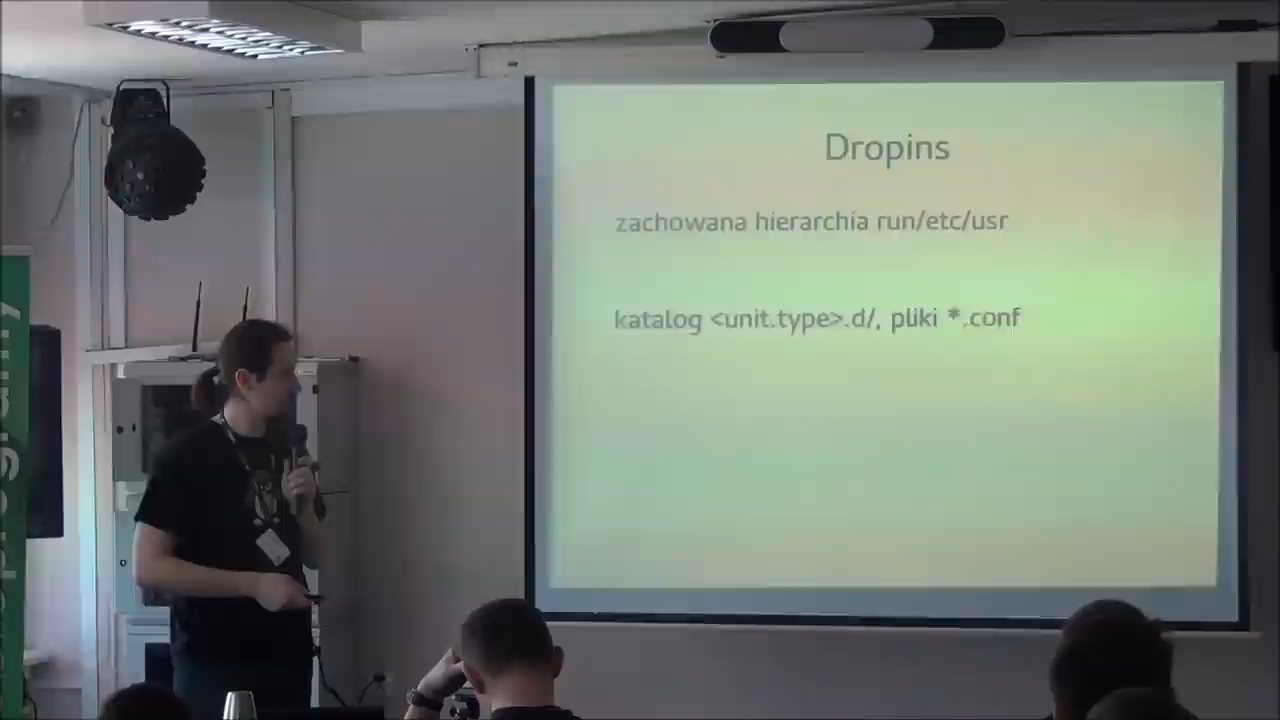 Dropins
zachowana hierarchia run/etc/usr
katalog <unit.type>.d/, pliki *.conf